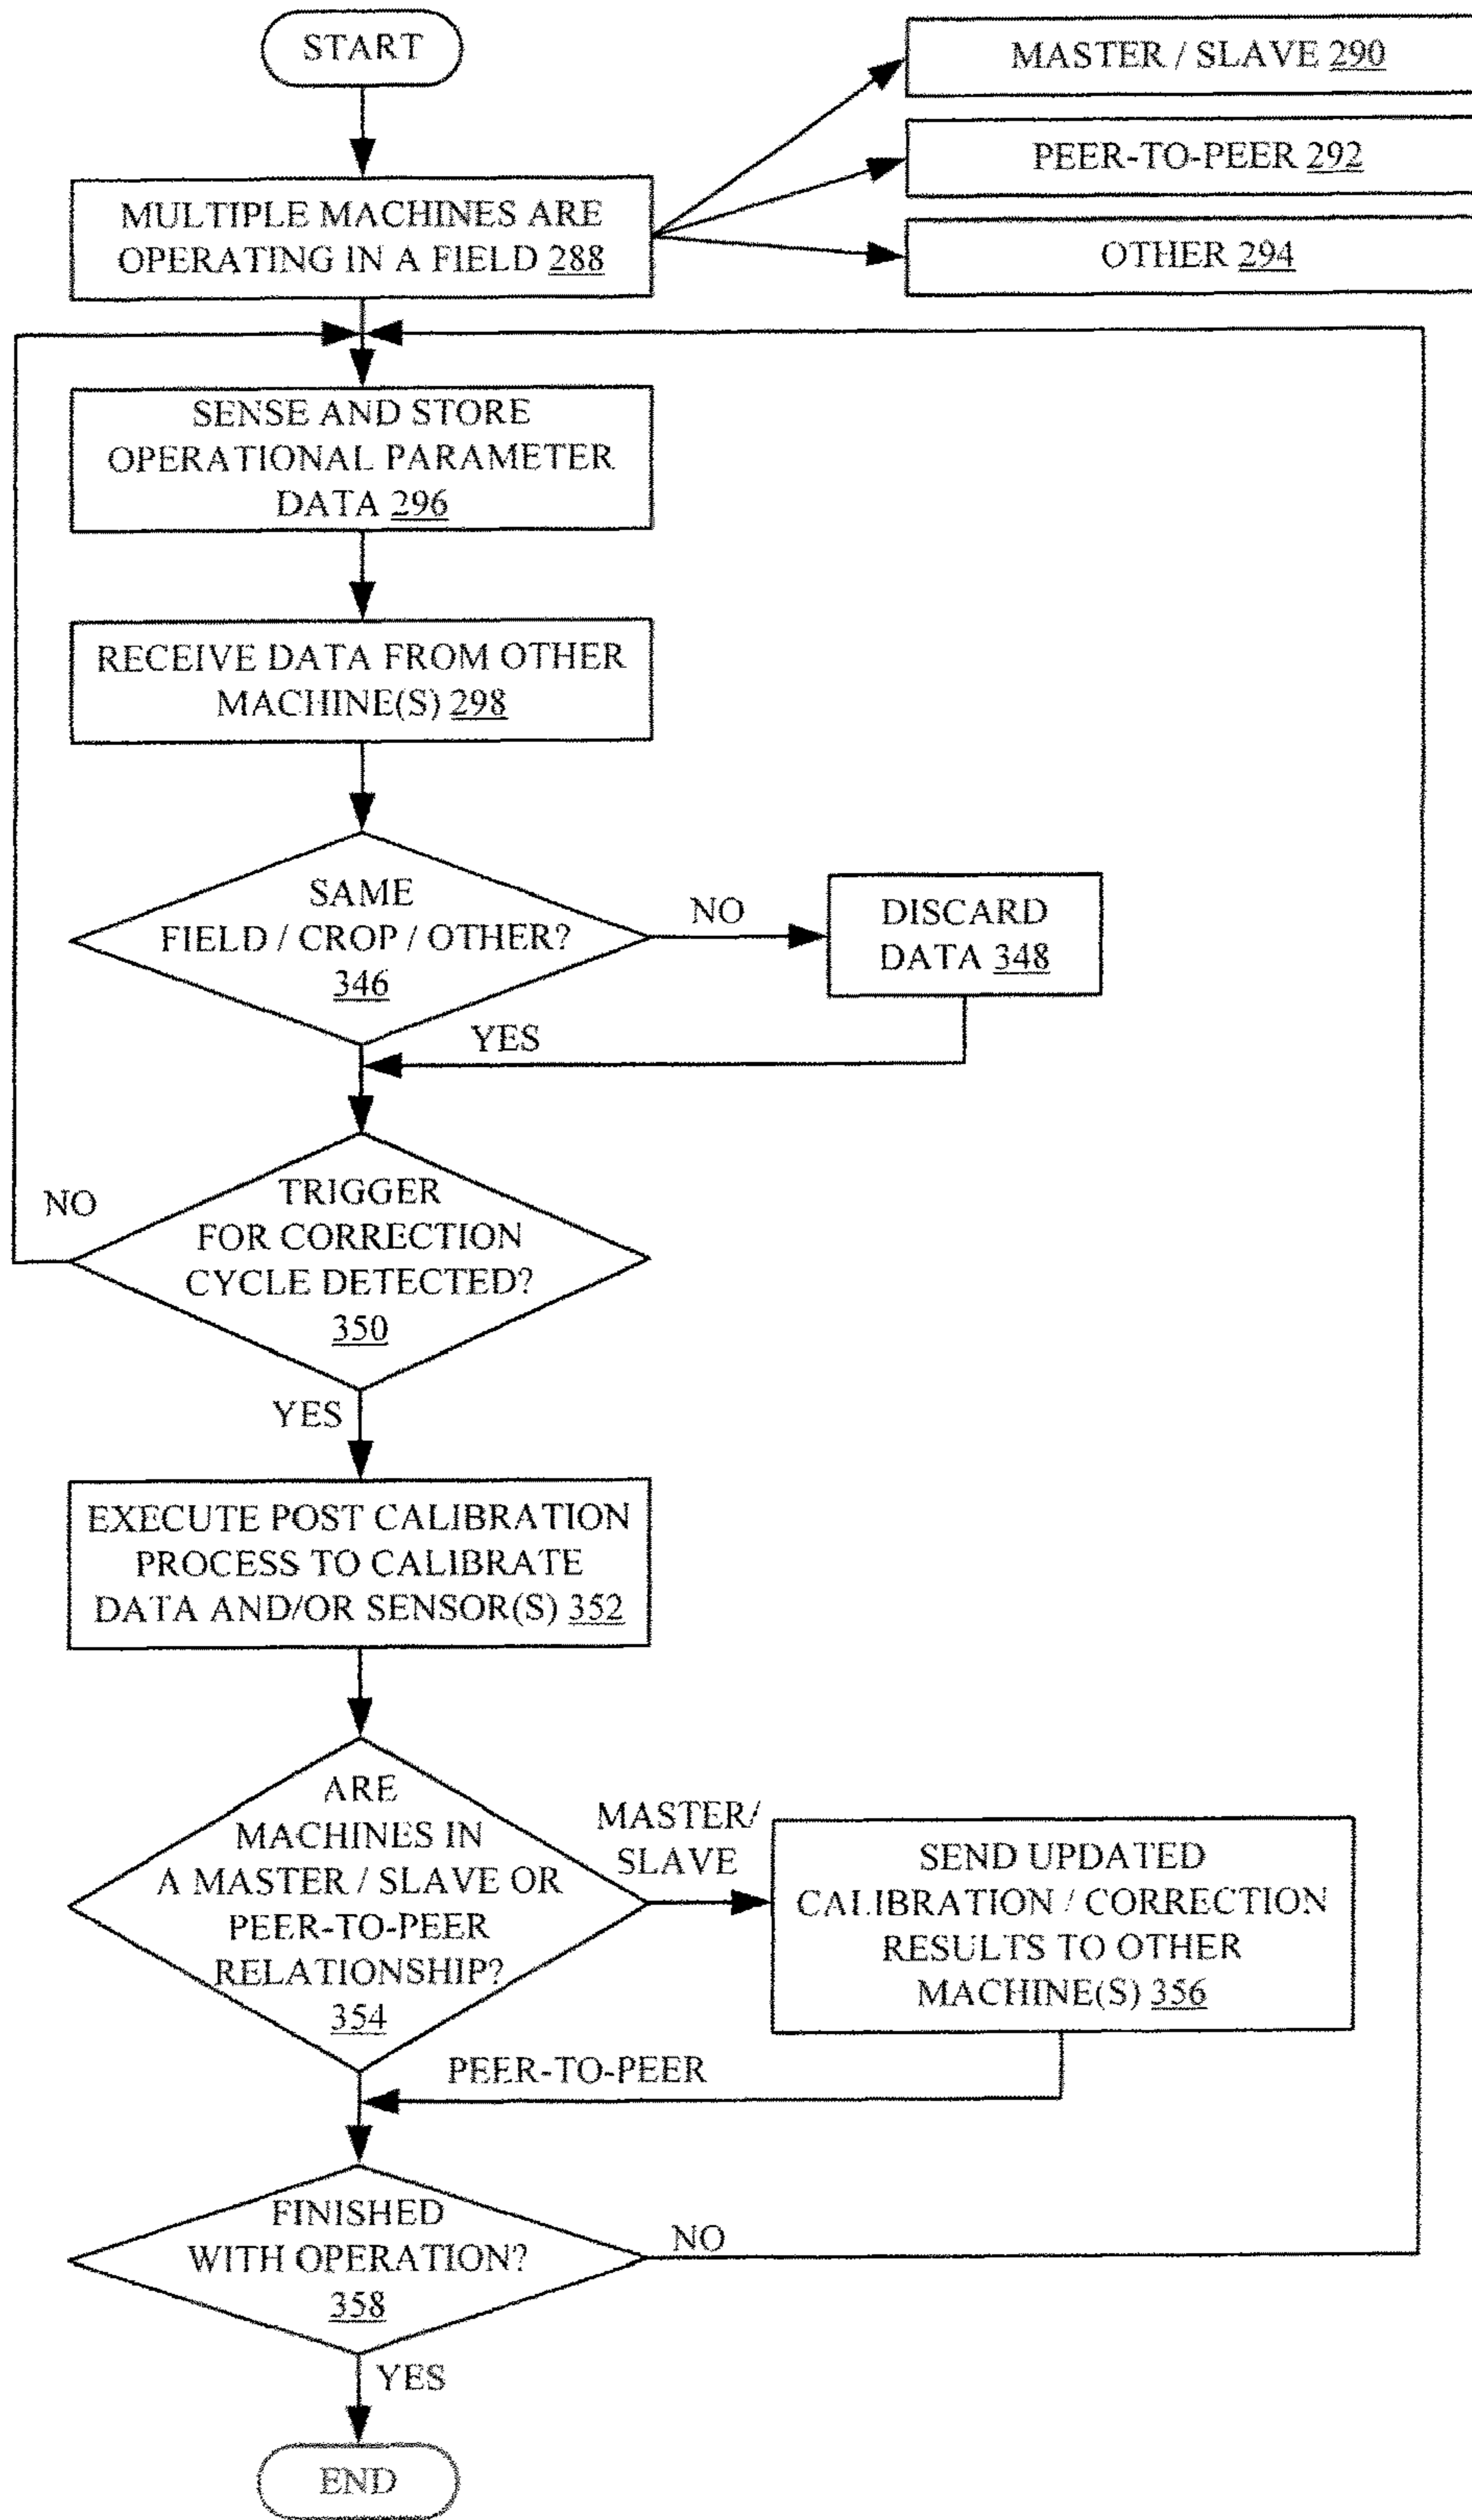 START
MASTER / SLAVE 290
PEER-TO-PEER 292
OTHER 294
MULTIPLE MACHINES ARE
OPERATING IN A FIELD 288
SENSE AND STORE
OPERATIONAL PARAMETER
DATA 296
RECEIVE DATA FROM OTHER
MACHINE(S) 298
SAME
FIELD / CROP / OTHER?
346
NO
DISCARD
DATA 348
YES
TRIGGER
FOR CORRECTION
CYCLE DETECTED?
350
NO
YES
EXECUTE POST CALIBRATION
PROCESS TO CALIBRATE
DATA AND/OR SENSOR(S) 352
ARE
MACHINES IN
A MASTER / SLAVE OR
PEER-TO-PEER
RELATIONSHIP?
354
MASTER/
SLAVE
SEND UPDATED
CALIBRATION / CORRECTION
RESULTS TO OTHER
MACHINE(S) 356
PEER-TO-PEER
FINISHED
WITH OPERATION?
358
NO
YES
END